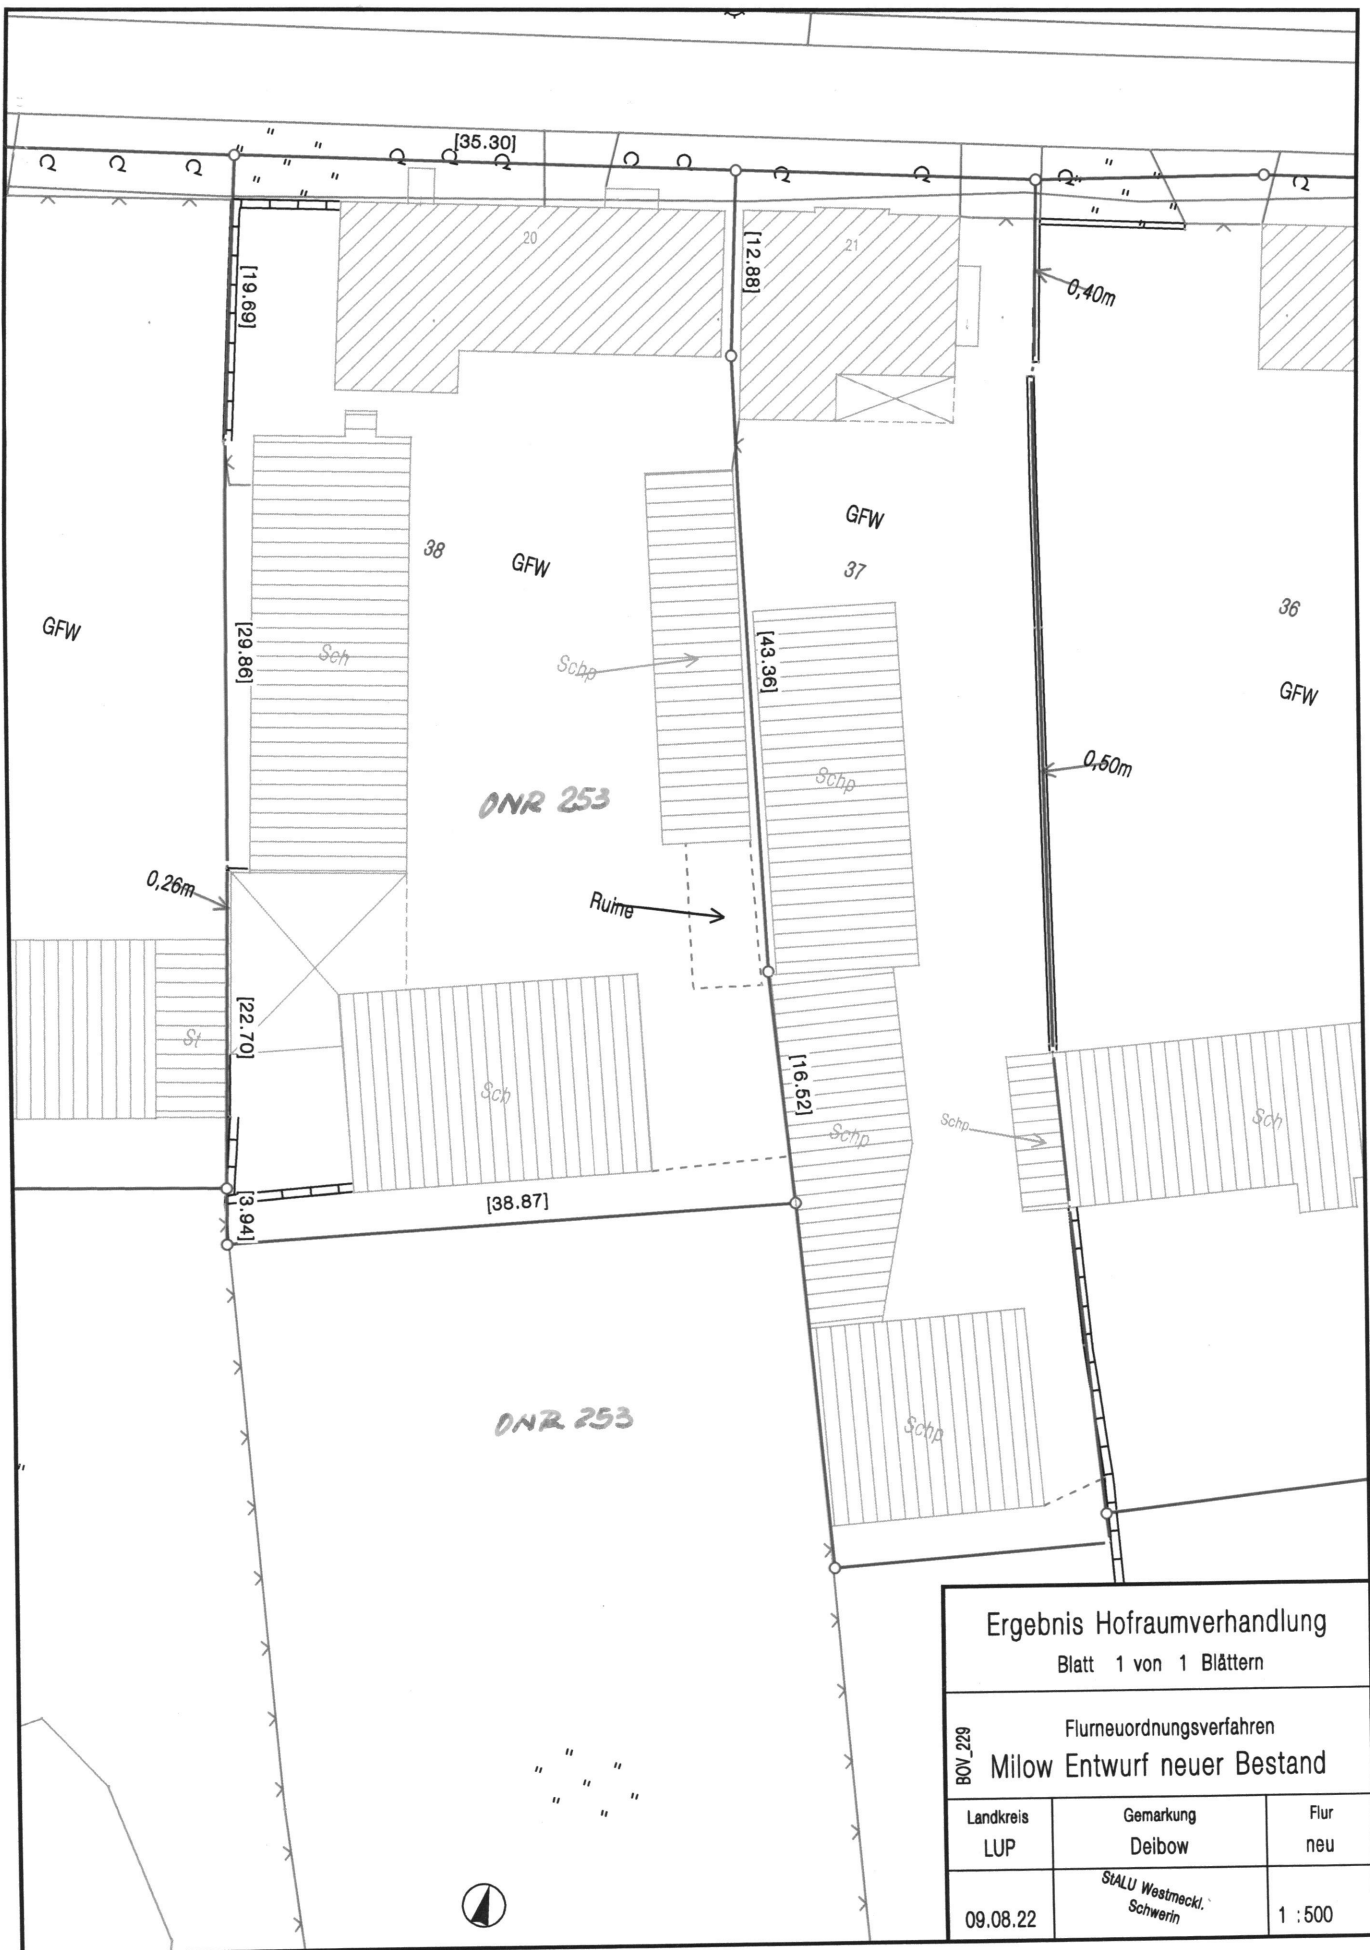 [35.30]
20
[12.88]
21
[19.69]
0,40m
38
GFW
GFW
37
36
GFW
[29.86]
Sch
Schp
[43.36]
GFW
Schp
0,50m
ONR 253
0,26m
Ruine
[22.70]
St
Sch
[16.52]
Schp
Schp
Sch
[3.94]
[38.87]
ONR 253
Schp
Ergebnis Hofraumverhandlung
Blatt 1 von 1 Blättern
BOV_229
Flurneuordnungsverfahren
Milow Entwurf neuer Bestand
Landkreis
LUP
Gemarkung
Deibow
Flur
neu
09.08.22
StALU Westmeckl.
Schwerin
1 :500